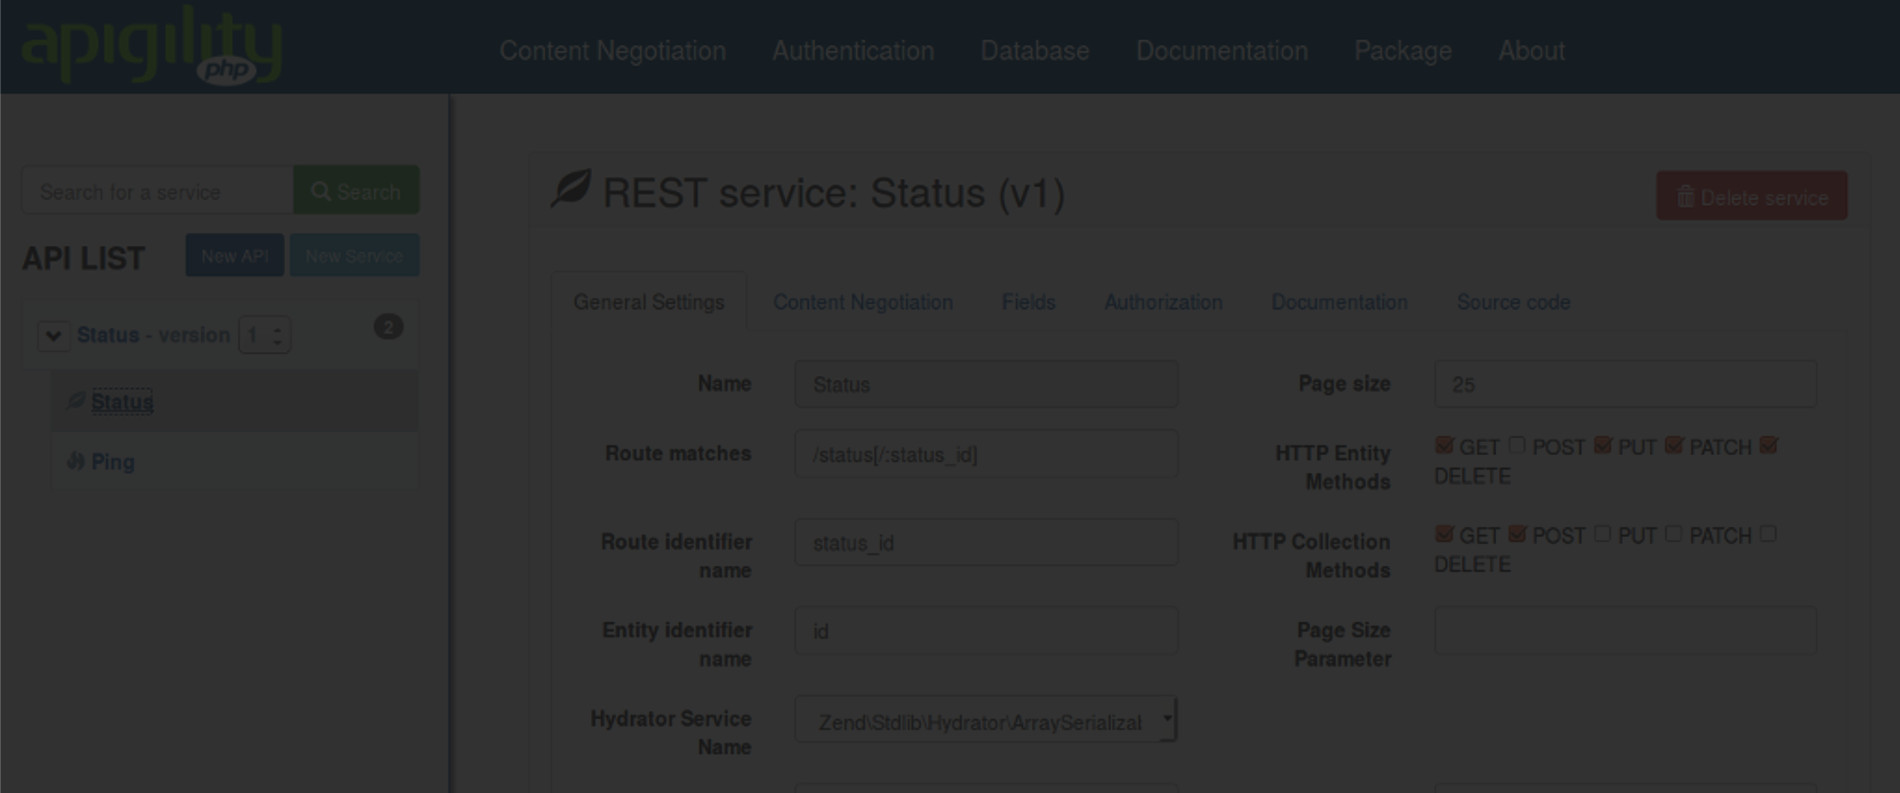 apigility
php
Content Negotiation Authentication Database Documentation Package About
Search for a service Search
API LIST New API New Service
Status - version 1 2
Status
Ping
REST service: Status (v1) Delete service
General Settings Content Negotiation Fields Authorization Documentation Source code
Name Status
Page size 25
Route matches /status[/:status_id]
HTTP Entity Methods GET POST PUT PATCH
DELETE
Route identifier name status_id
HTTP Collection Methods GET POST PUT PATCH
DELETE
Entity identifier name id
Page Size Parameter
Hydrator Service Name Zend\Stdlib\Hydrator\ArraySerializal